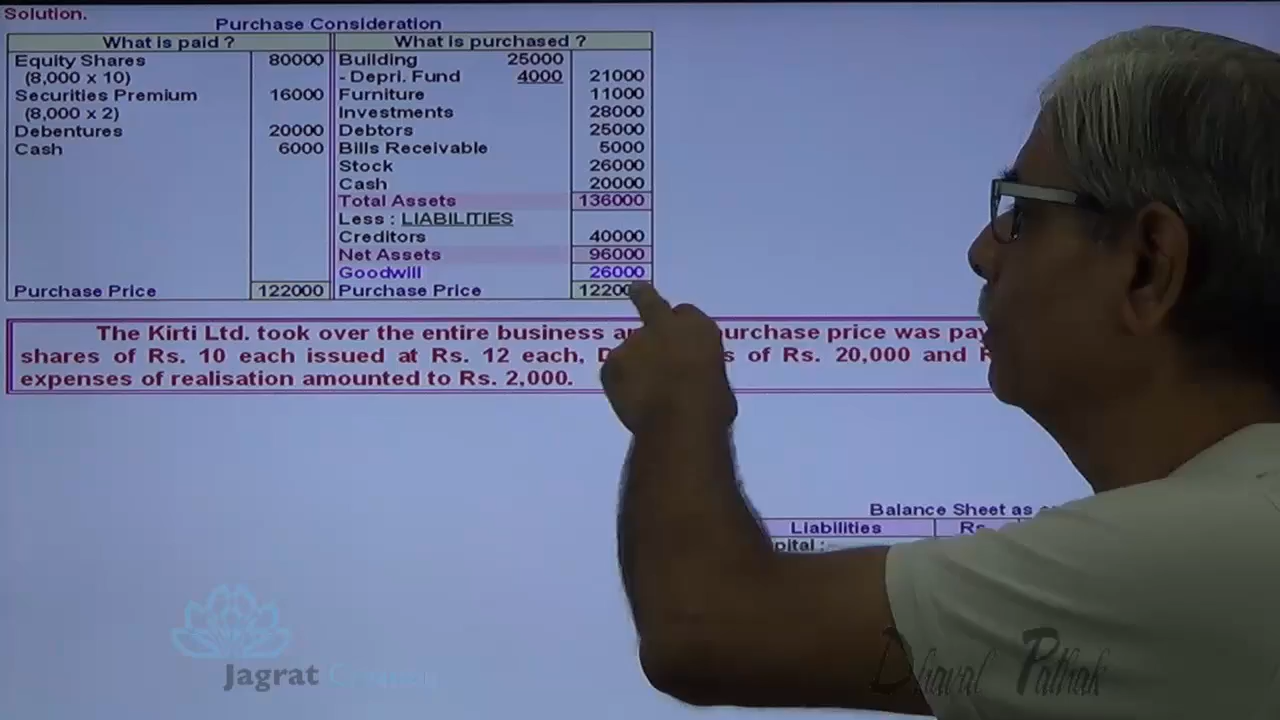 Solution.
Purchase Consideration
What is paid ? What is purchased ?
Equity Shares 80000 Building 25000
(8,000 x 10) - Depri. Fund 4000 21000
Securities Premium 16000 Furniture 11000
(8,000 x 2) Investments 28000
Debentures 20000 Debtors 25000
Cash 6000 Bills Receivable 5000
Stock 26000
Cash 20000
Total Assets 136000
Less : LIABILITIES
Creditors 40000
Net Assets 96000
Goodwill 26000
Purchase Price 122000 Purchase Price 12200
The Kirti Ltd. took over the entire business purchase price was
shares of Rs. 10 each issued at Rs. 12 each, of Rs. 20,000 and
expenses of realisation amounted to Rs. 2,000.
Balance Sheet as
Liabilities Rs
Jagrat
Dhaval Pathak